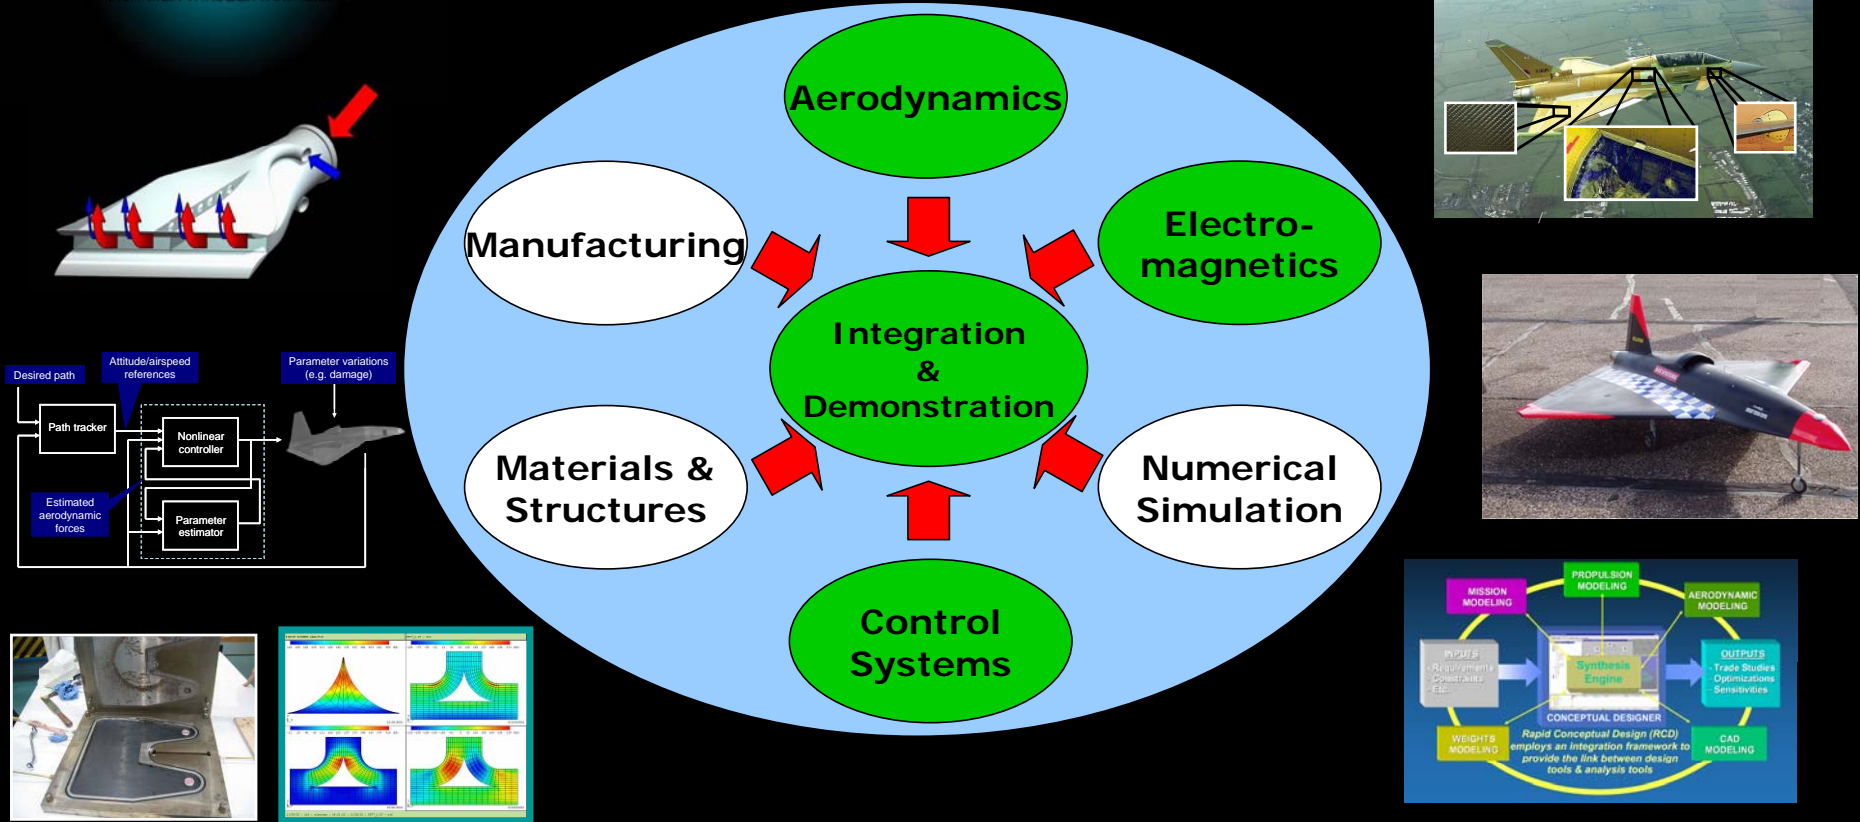 Aerodynamics
Manufacturing
Electro-
magnetics
Integration
&
Demonstration
Materials &
Structures
Numerical
Simulation
Control
Systems
Desired path
Attitude/airspeed
references
Parameter variations
(e.g. damage)
Path tracker
Nonlinear
controller
Estimated
aerodynamic
forces
Parameter
estimator
PROPULSION
MODELING
MISSION
MODELING
AERODYNAMIC
MODELING
INPUTS
- Requirements
- Constraints
- Etc.
Synthesis
Engine
OUTPUTS
- Trade Studies
- Optimizations
- Sensitivities
CONCEPTUAL DESIGNER
WEIGHTS
MODELING
Rapid Conceptual Design (RCD)
employs an integration framework to
provide the link between design
tools & analysis tools
CAD
MODELING